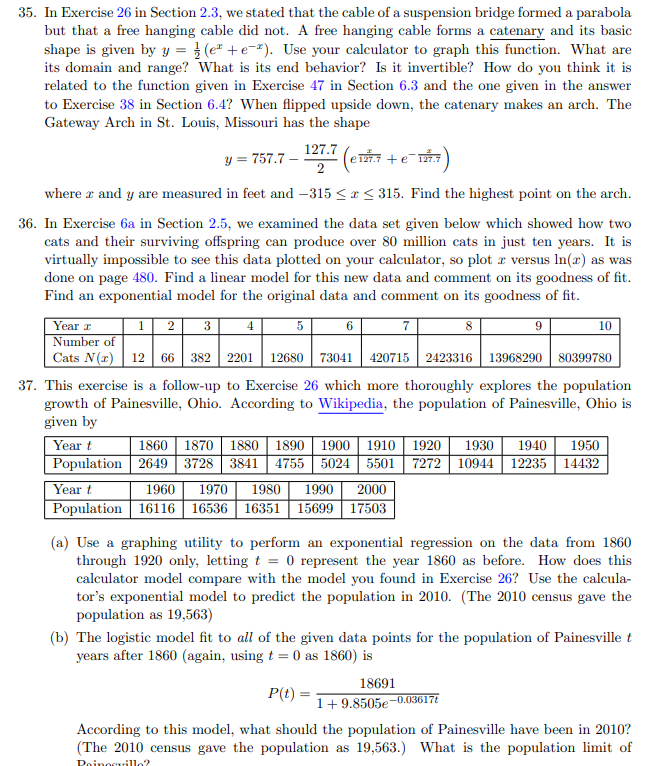 35. In Exercise 26 in Section 2.3, we stated that the cable of a suspension bridge formed a parabola
but that a free hanging cable did not. A free hanging cable forms a catenary and its basic
shape is given by y = 1/2 (e^x + e^−x). Use your calculator to graph this function. What are
its domain and range? What is its end behavior? Is it invertible? How do you think it is
related to the function given in Exercise 47 in Section 6.3 and the one given in the answer
to Exercise 38 in Section 6.4? When flipped upside down, the catenary makes an arch. The
Gateway Arch in St. Louis, Missouri has the shape
y = 757.7 − 127.7/2 (e^(x/127.7) + e^(−x/127.7))
where x and y are measured in feet and −315 ≤ x ≤ 315. Find the highest point on the arch.
36. In Exercise 6a in Section 2.5, we examined the data set given below which showed how two
cats and their surviving offspring can produce over 80 million cats in just ten years. It is
virtually impossible to see this data plotted on your calculator, so plot x versus ln(x) as was
done on page 480. Find a linear model for this new data and comment on its goodness of fit.
Find an exponential model for the original data and comment on its goodness of fit.
Year x 1 2 3 4 5 6 7 8 9 10
Number of
Cats N(x) 12 66 382 2201 12680 73041 420715 2423316 13968290 80399780
37. This exercise is a follow-up to Exercise 26 which more thoroughly explores the population
growth of Painesville, Ohio. According to Wikipedia, the population of Painesville, Ohio is
given by
Year t 1860 1870 1880 1890 1900 1910 1920 1930 1940 1950
Population 2649 3728 3841 4755 5024 5501 7272 10944 12235 14432
Year t 1960 1970 1980 1990 2000
Population 16116 16536 16351 15699 17503
(a) Use a graphing utility to perform an exponential regression on the data from 1860
through 1920 only, letting t = 0 represent the year 1860 as before. How does this
calculator model compare with the model you found in Exercise 26? Use the calcula-
tor's exponential model to predict the population in 2010. (The 2010 census gave the
population as 19,563)
(b) The logistic model fit to all of the given data points for the population of Painesville t
years after 1860 (again, using t = 0 as 1860) is
P(t) = 18691 / (1 + 9.8505e^−0.03617t)
According to this model, what should the population of Painesville have been in 2010?
(The 2010 census gave the population as 19,563.) What is the population limit of
Painesville?